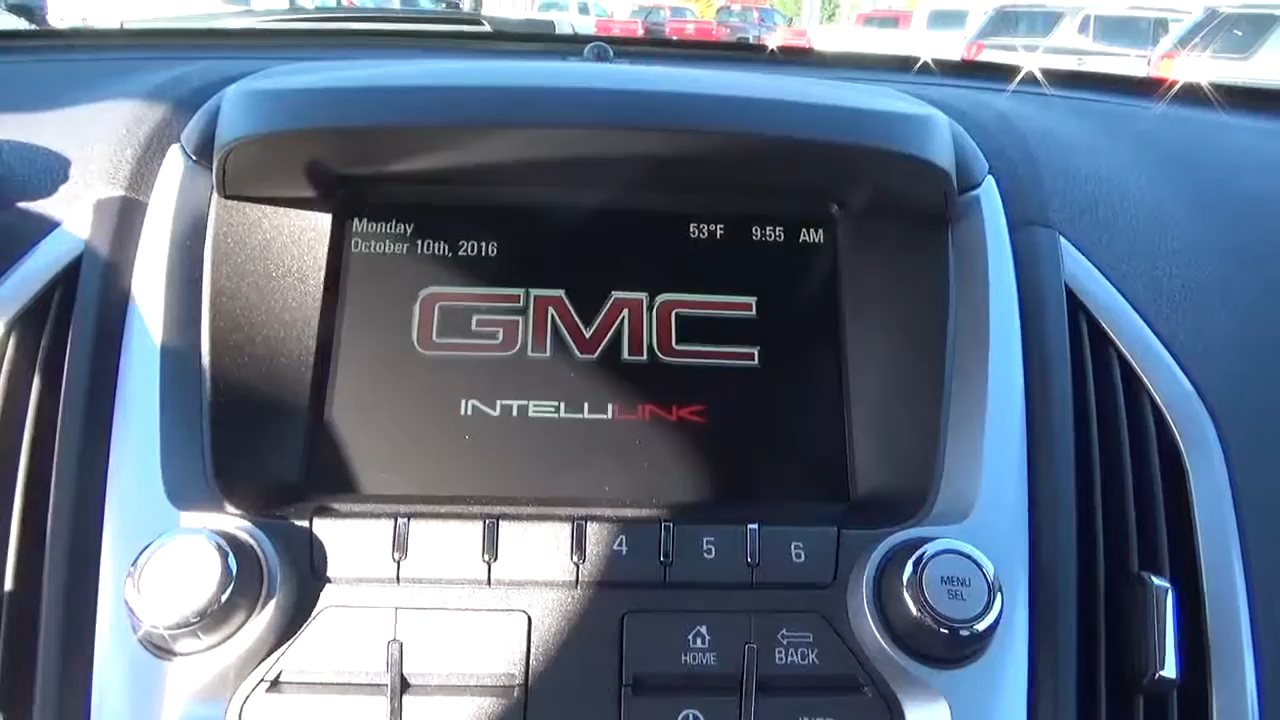 Monday
October 10th, 2016
53°F 9:55 AM
GMC
INTELLILINK
4 5 6
MENU
SEL
HOME
BACK